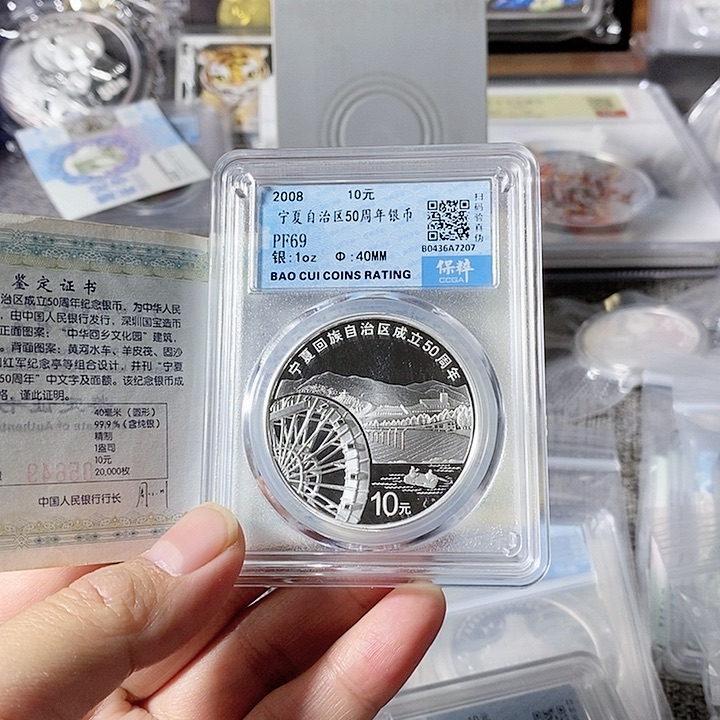 2008 10元
宁夏自治区50周年银币
PF69
银:1oz Φ:40MM
BAO CUI COINS RATING
扫码验真伪
B0436A7207
保粹
CCGA
宁夏回族自治区成立50周年
10元
鉴定证书
治区成立50周年纪念银币。为中华人民
由中国人民银行发行，深圳国宝造币
正面图案：“中华回乡文化园”建筑，
背面图案：黄河水车、羊皮筏、固沙
红军纪念亭等组合设计，并刊“宁夏
50周年”中文字及面额。该纪念银币成
格，谨此证明。
40毫米（圆形）
99.9%（含纯银）
精制
1盎司
10元
20,000枚
中国人民银行行长